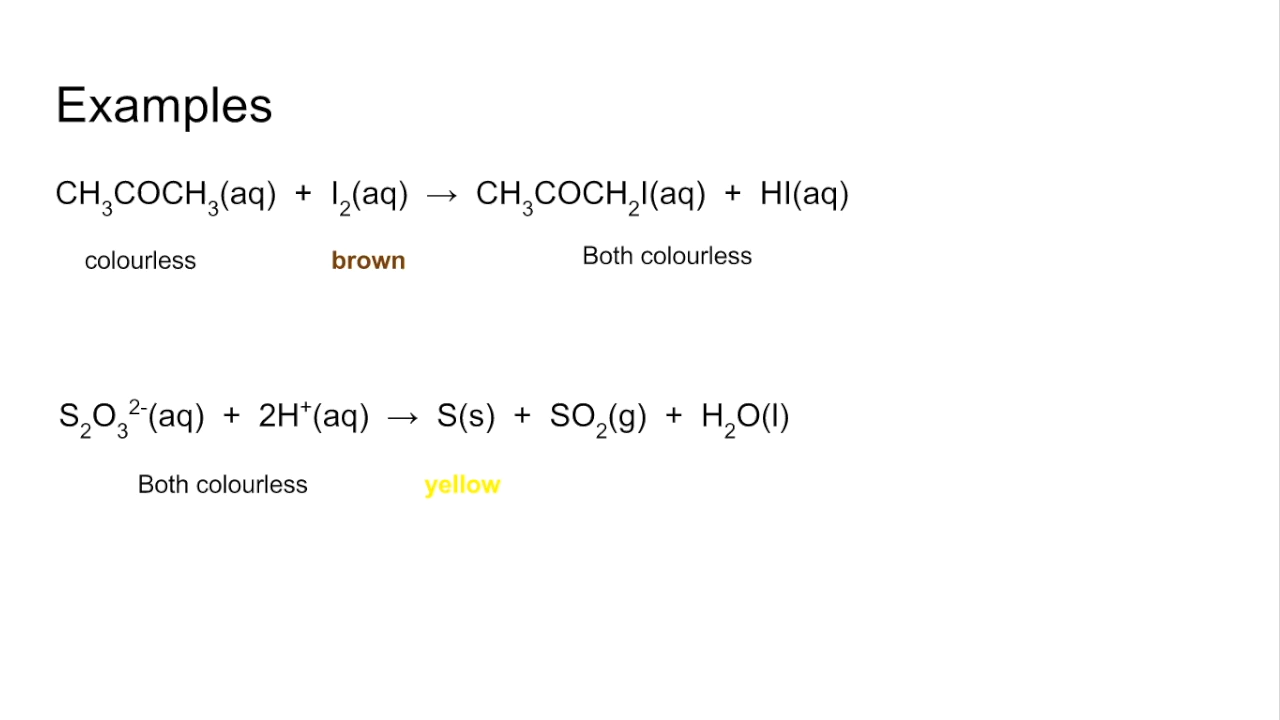 Examples
CH₃COCH₃(aq) + I₂(aq) → CH₃COCH₂I(aq) + HI(aq)
colourless brown Both colourless
S₂O₃²⁻(aq) + 2H⁺(aq) → S(s) + SO₂(g) + H₂O(l)
Both colourless yellow